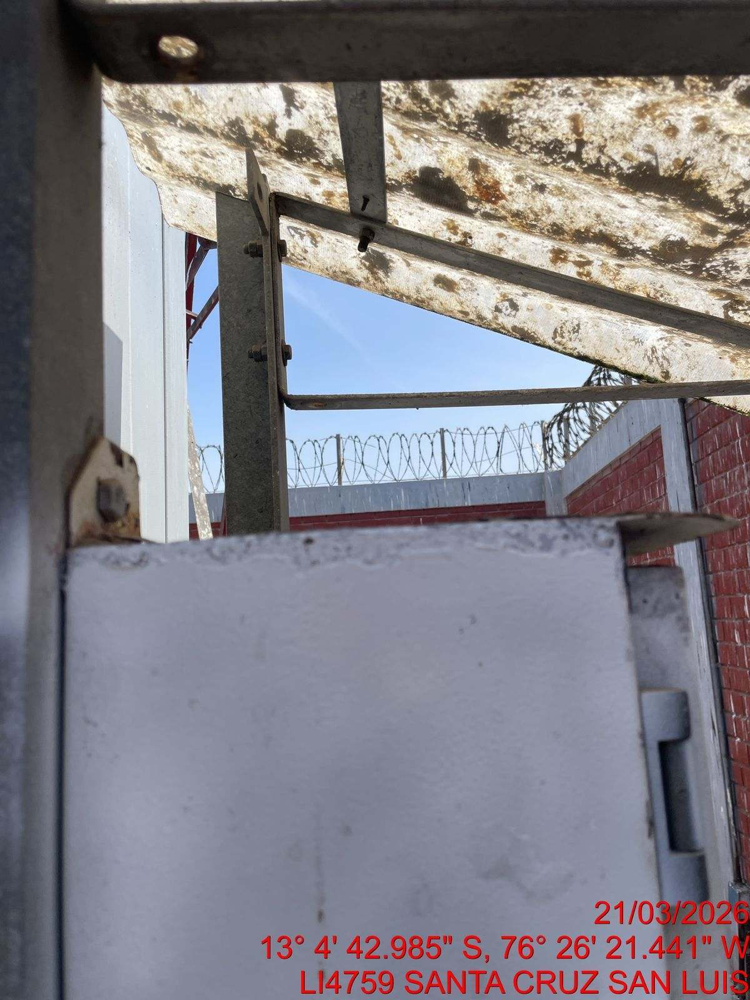 21/03/2026
13° 4' 42.985" S, 76° 26' 21.441" W
LI4759 SANTA CRUZ SAN LUIS